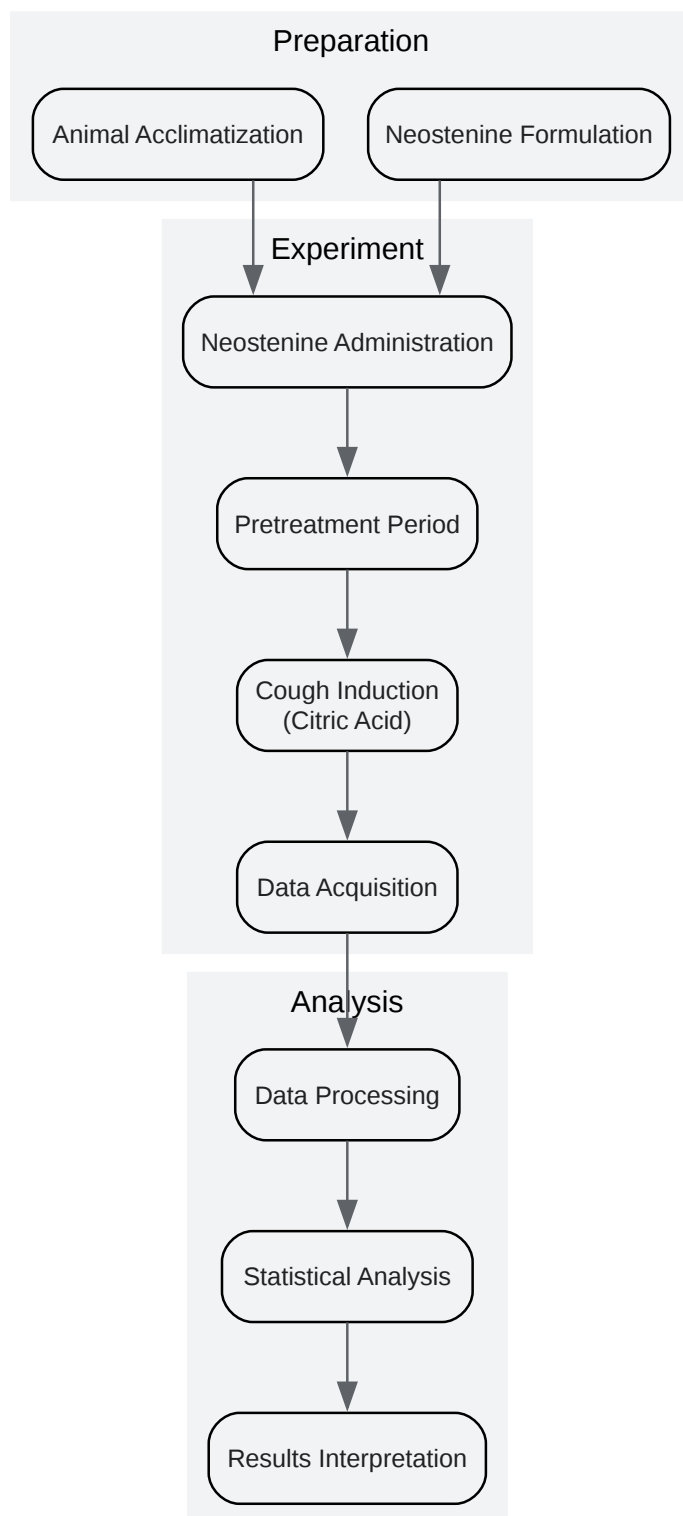 Preparation
Animal Acclimatization
Neostenine Formulation
Experiment
Neostenine Administration
Pretreatment Period
Cough Induction
(Citric Acid)
Data Acquisition
Analysis
Data Processing
Statistical Analysis
Results Interpretation